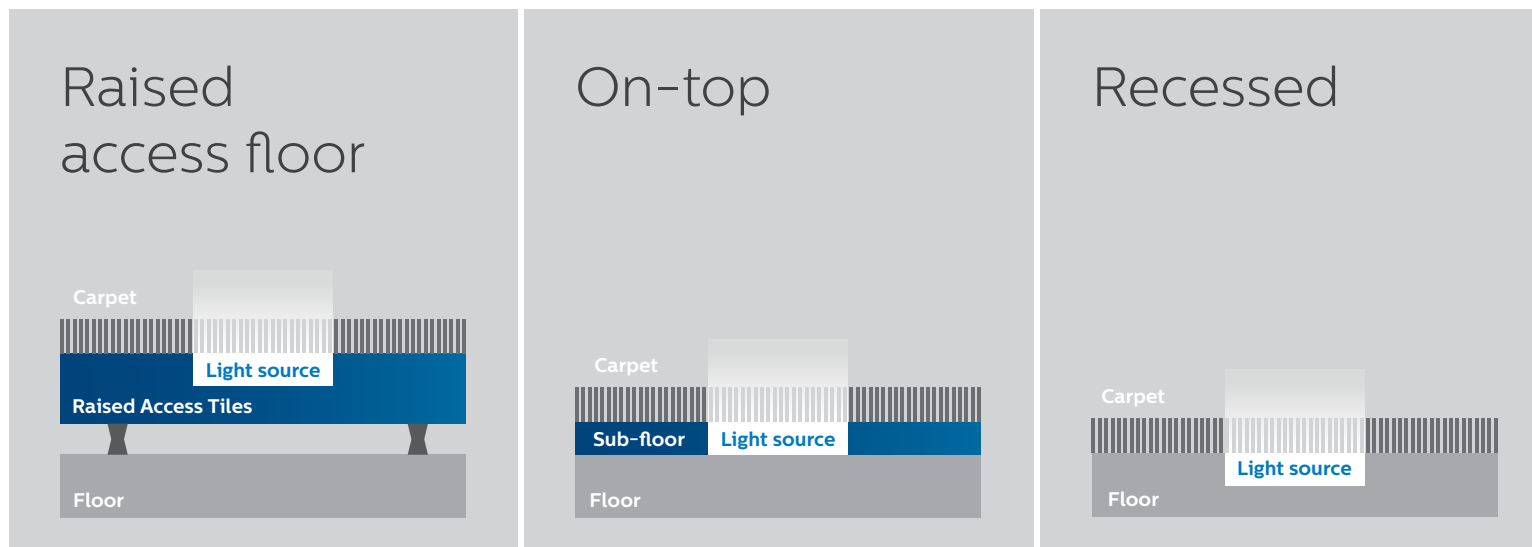 Raised
access floor
Carpet
Light source
Raised Access Tiles
Floor
On-top
Carpet
Sub-floor
Light source
Floor
Recessed
Carpet
Light source
Floor